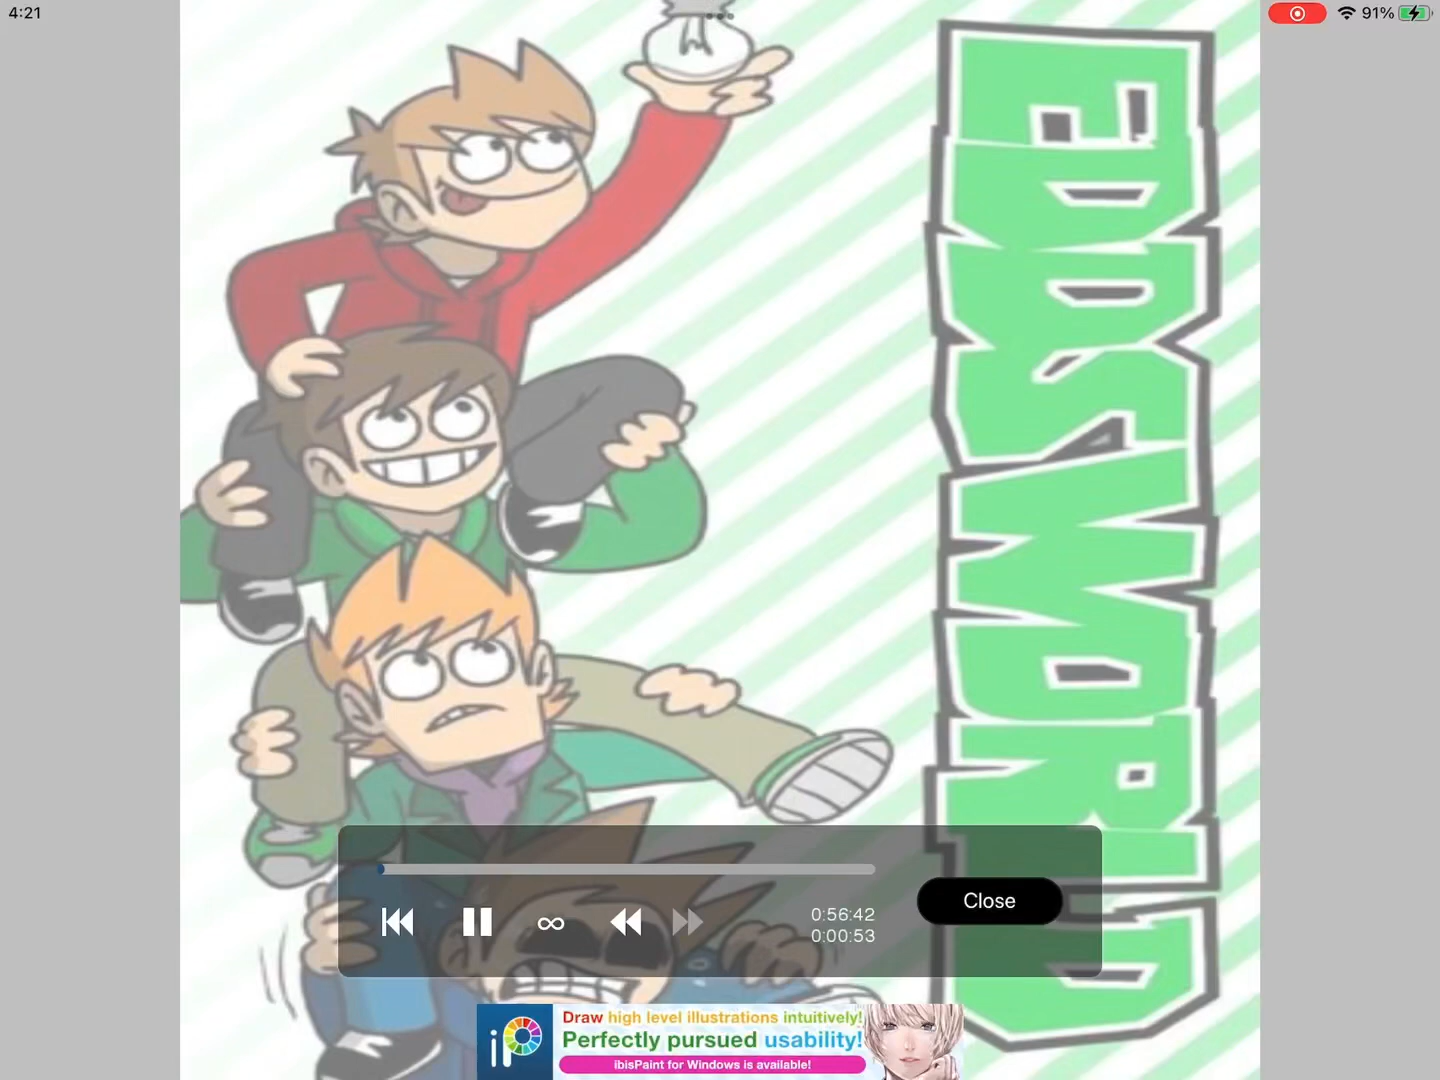 4:21
91%
EDDSWORLD
0:56:42
0:00:53
Close
iP
Draw high level illustrations intuitively!
Perfectly pursued usability!
ibisPaint for Windows is available!